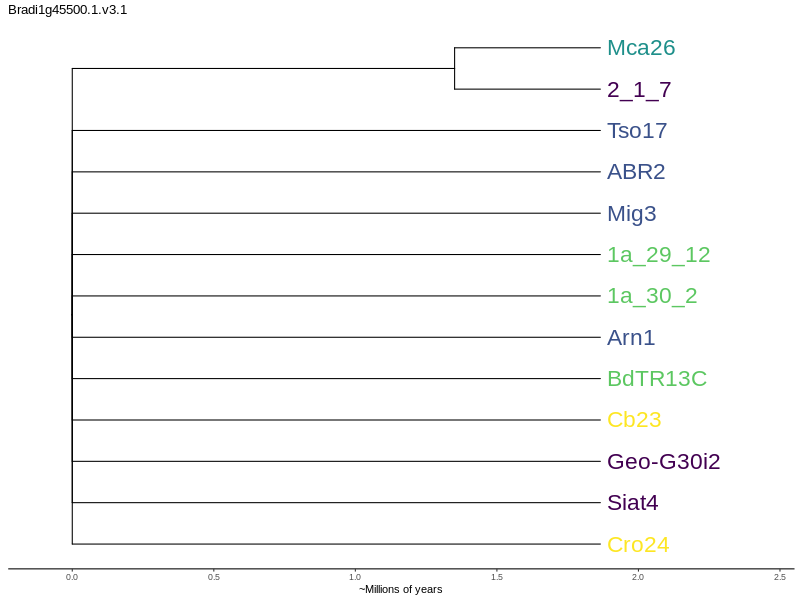 Bradi1g45500.1.v3.1
Mca26
2_1_7
Tso17
ABR2
Mig3
1a_29_12
1a_30_2
Arn1
BdTR13C
Cb23
Geo-G30i2
Siat4
Cro24
0.0 0.5 1.0 1.5 2.0 2.5
~Millions of years